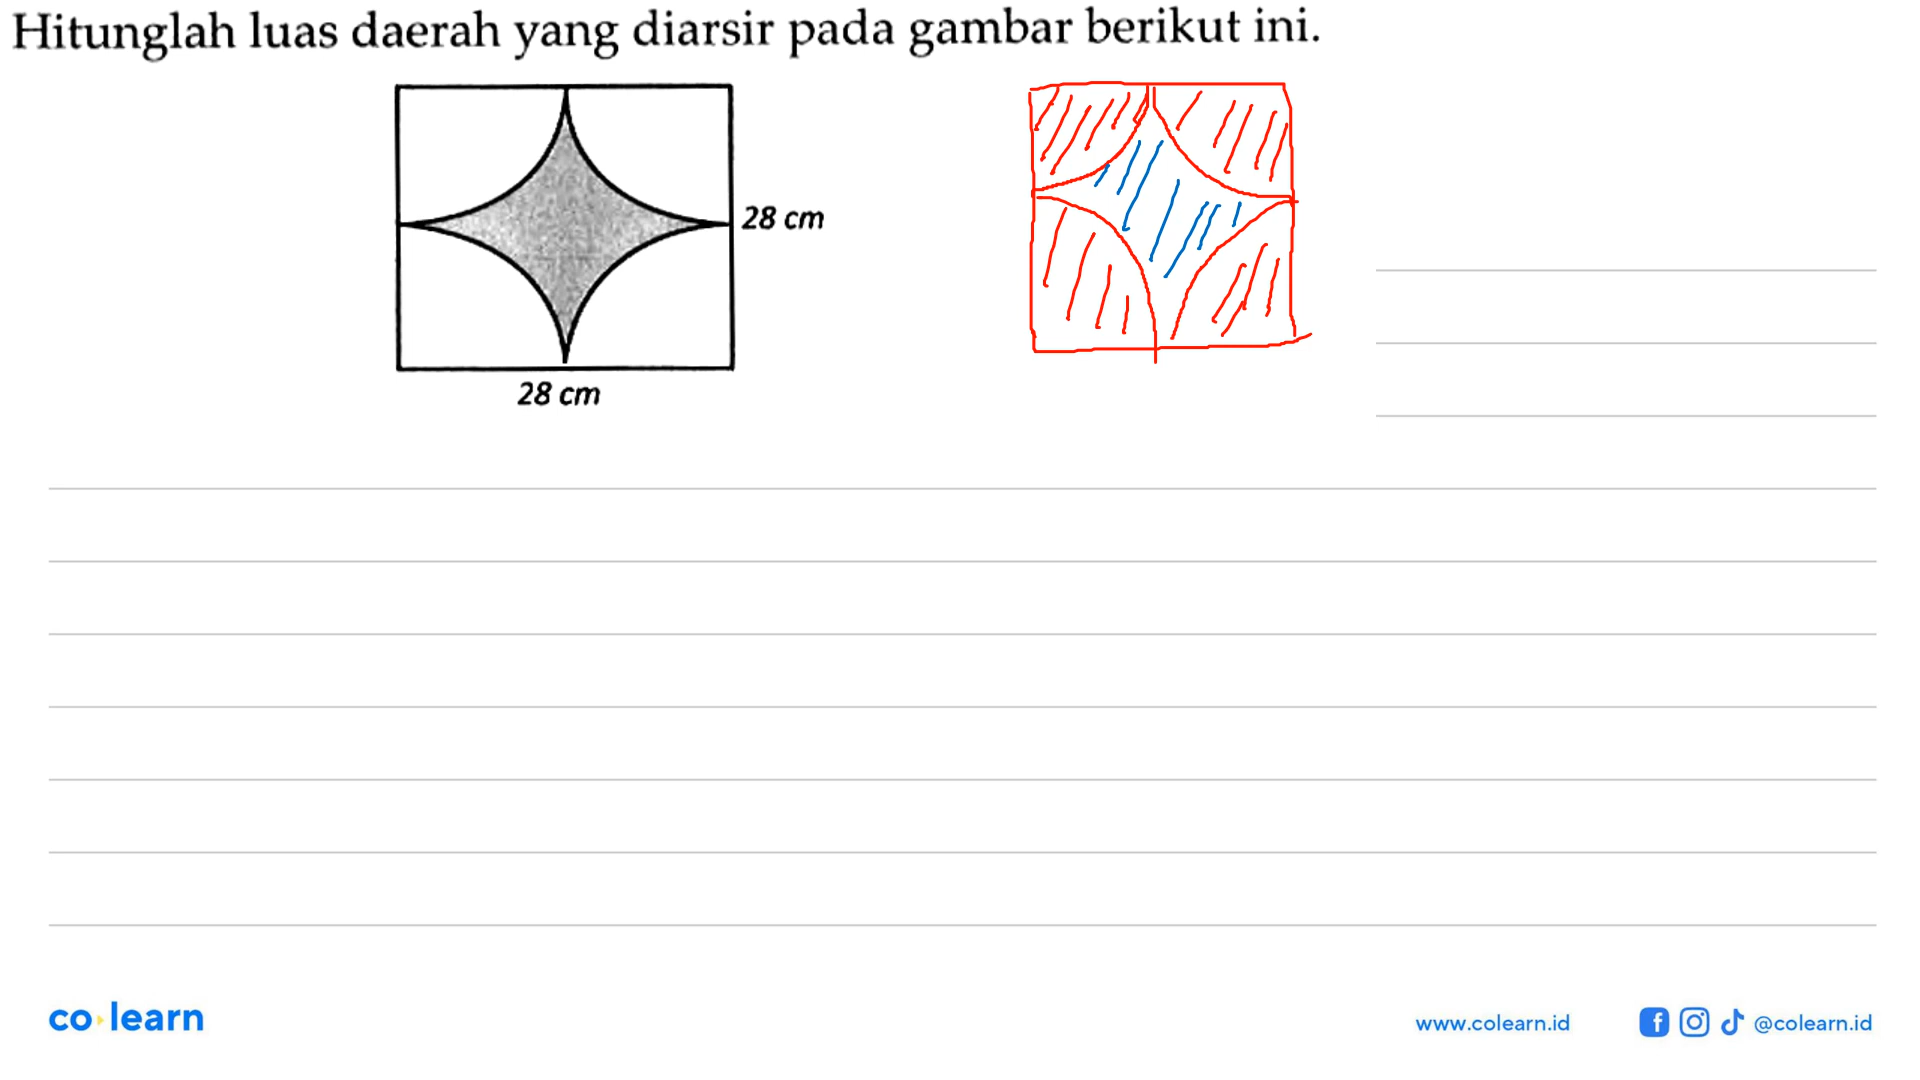 Hitunglah luas daerah yang diarsir pada gambar berikut ini.
28 cm
28 cm
co learn
www.colearn.id
@colearn.id